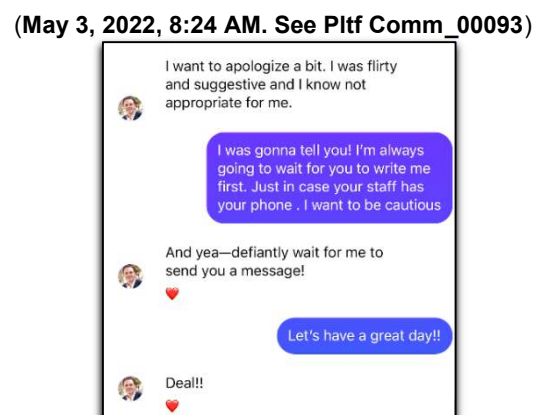 (May 3, 2022, 8:24 AM. See Pltf Comm_00093)
I want to apologize a bit. I was flirty
and suggestive and I know not
appropriate for me.
I was gonna tell you! I'm always
going to wait for you to write me
first. Just in case your staff has
your phone . I want to be cautious
And yea—defiantly wait for me to
send you a message!
❤️
Let's have a great day!!
Deal!!
❤️